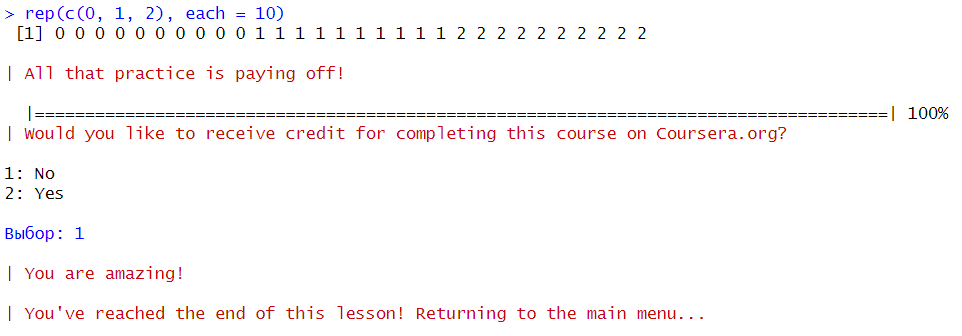 > rep(c(0, 1, 2), each = 10)
[1] 0 0 0 0 0 0 0 0 0 0 1 1 1 1 1 1 1 1 1 1 2 2 2 2 2 2 2 2 2 2
| All that practice is paying off!
|=====================================================================================| 100%
| Would you like to receive credit for completing this course on Coursera.org?
1: No
2: Yes
Выбор: 1
| You are amazing!
| You've reached the end of this lesson! Returning to the main menu...